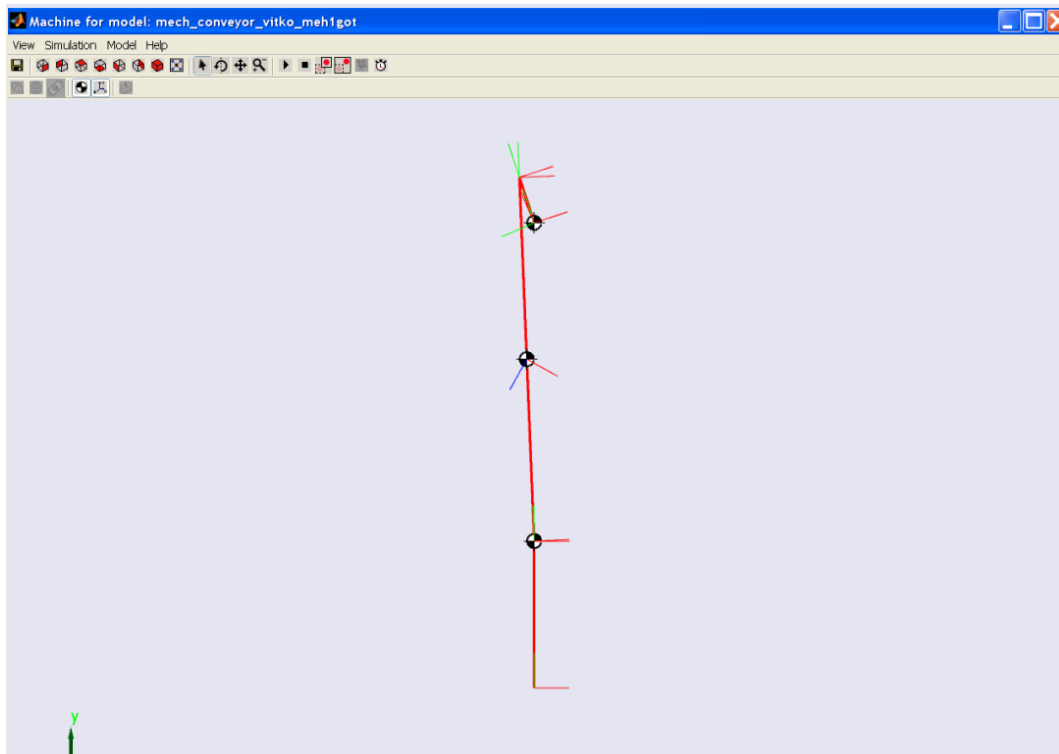 Machine for model: mech_conveyor_vitko_meh1got
View Simulation Model Help
y